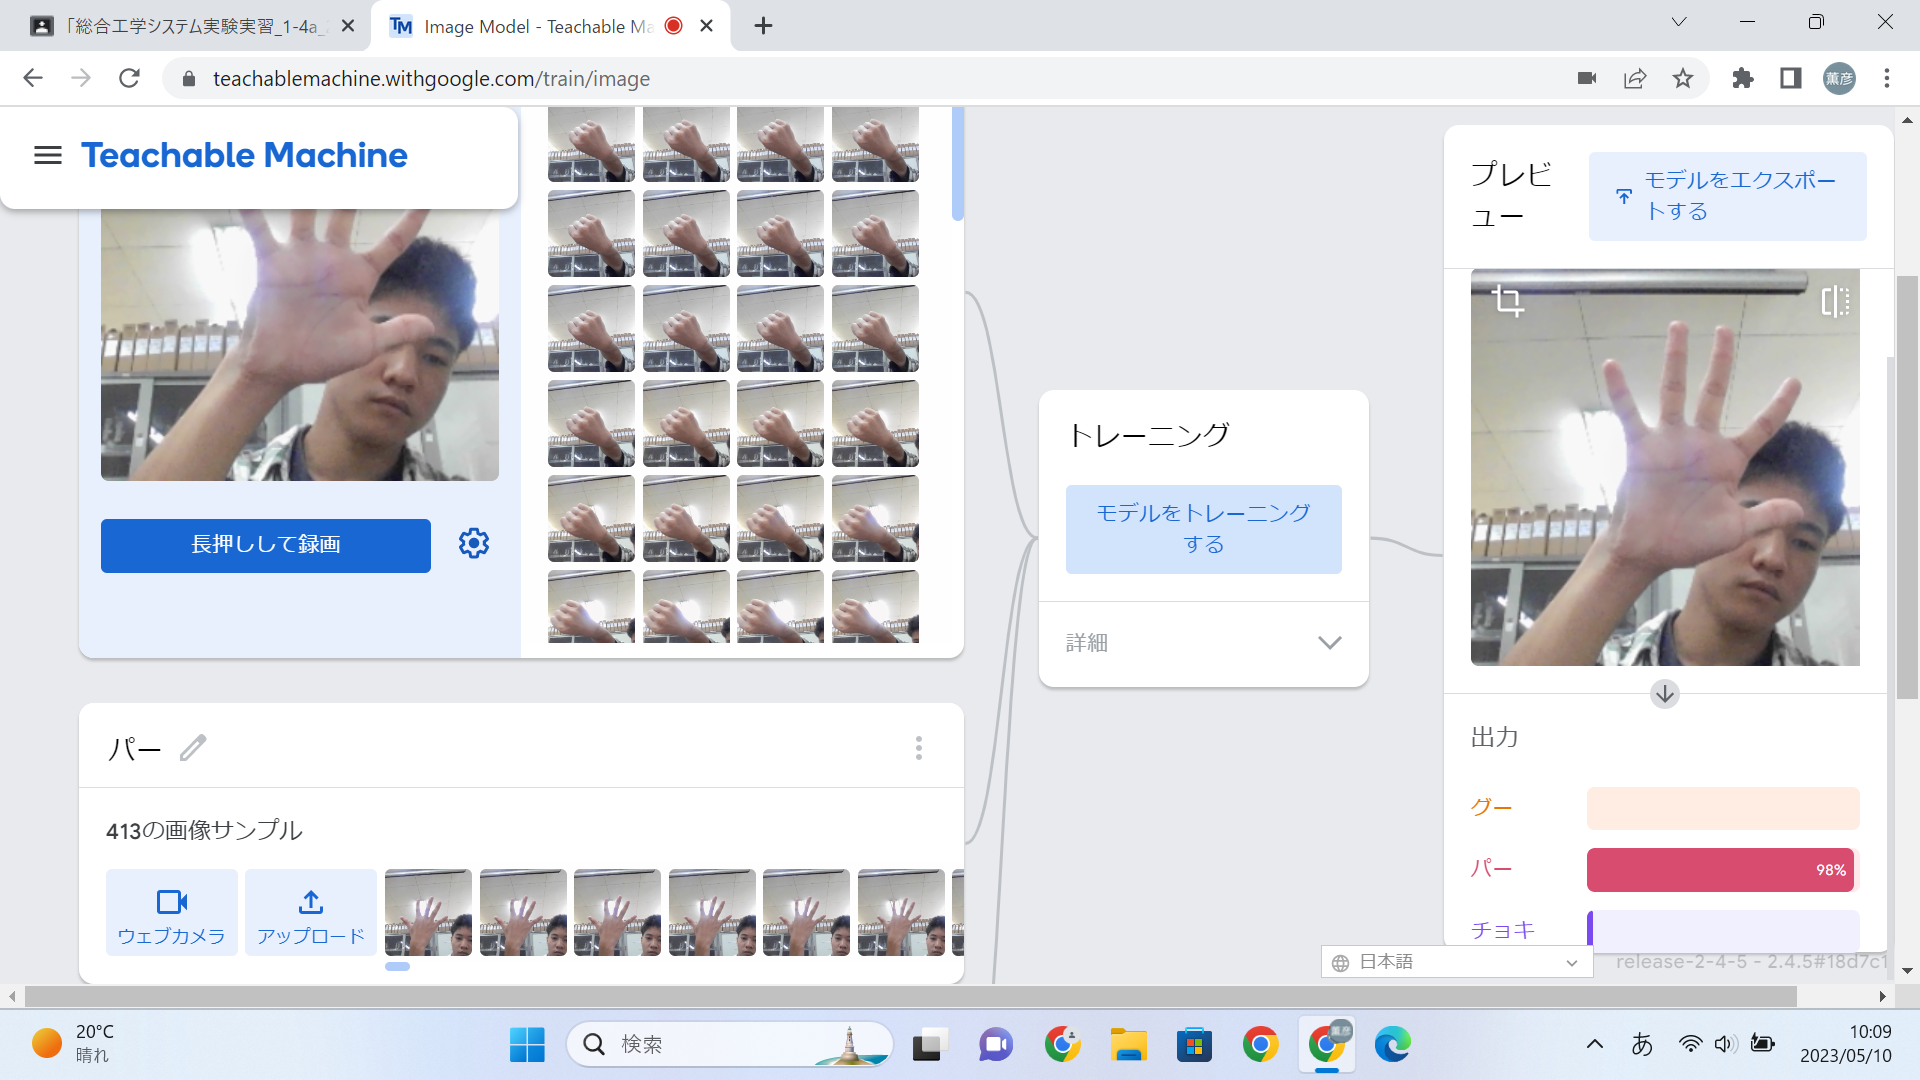 「総合工学システム実験実習_1-4a_
Image Model - Teachable Ma
teachablemachine.withgoogle.com/train/image
薫彦
Teachable Machine
長押しして録画
パー
413の画像サンプル
ウェブカメラ
アップロード
トレーニング
モデルをトレーニング
する
詳細
プレビ
ュー
モデルをエクスポー
トする
出力
グー
パー
98%
チョキ
日本語
release-2-4-5 - 2.4.5#18d7c1
20°C
晴れ
検索
薫彦
あ
10:09
2023/05/10